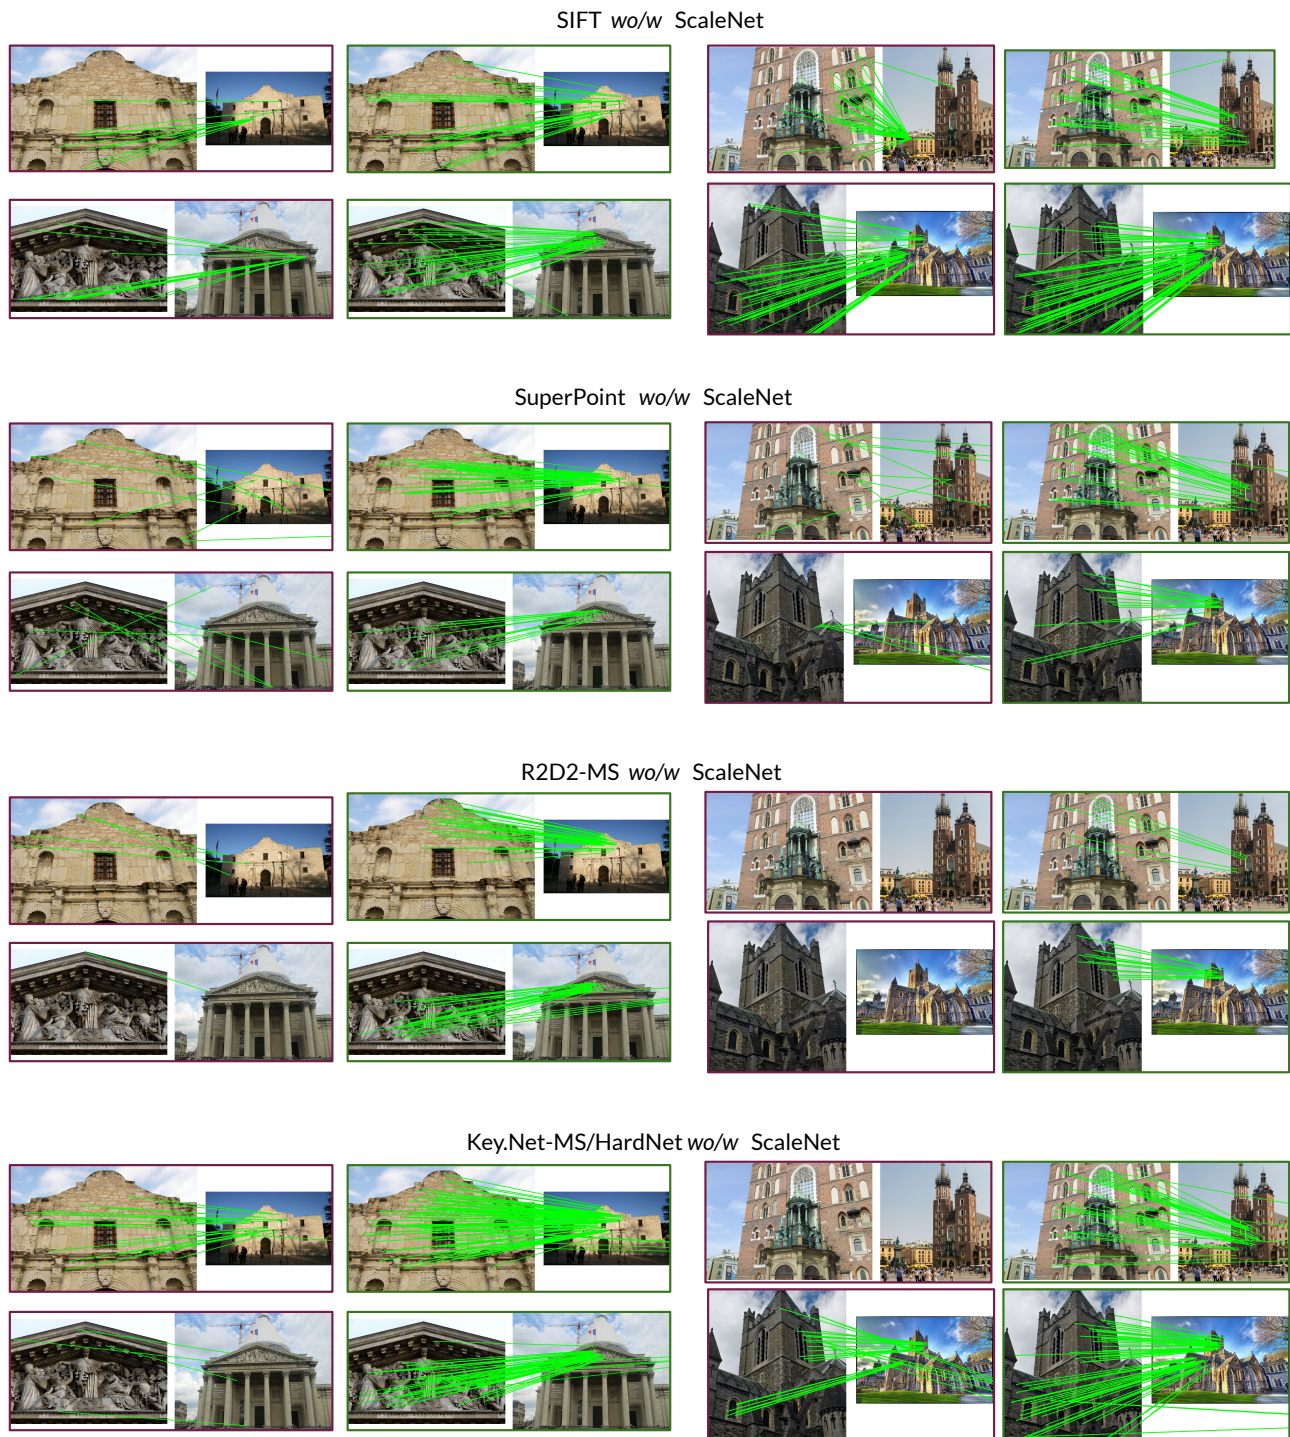 SIFT wo/w ScaleNet
SuperPoint wo/w ScaleNet
R2D2-MS wo/w ScaleNet
Key.Net-MS/HardNet wo/w ScaleNet